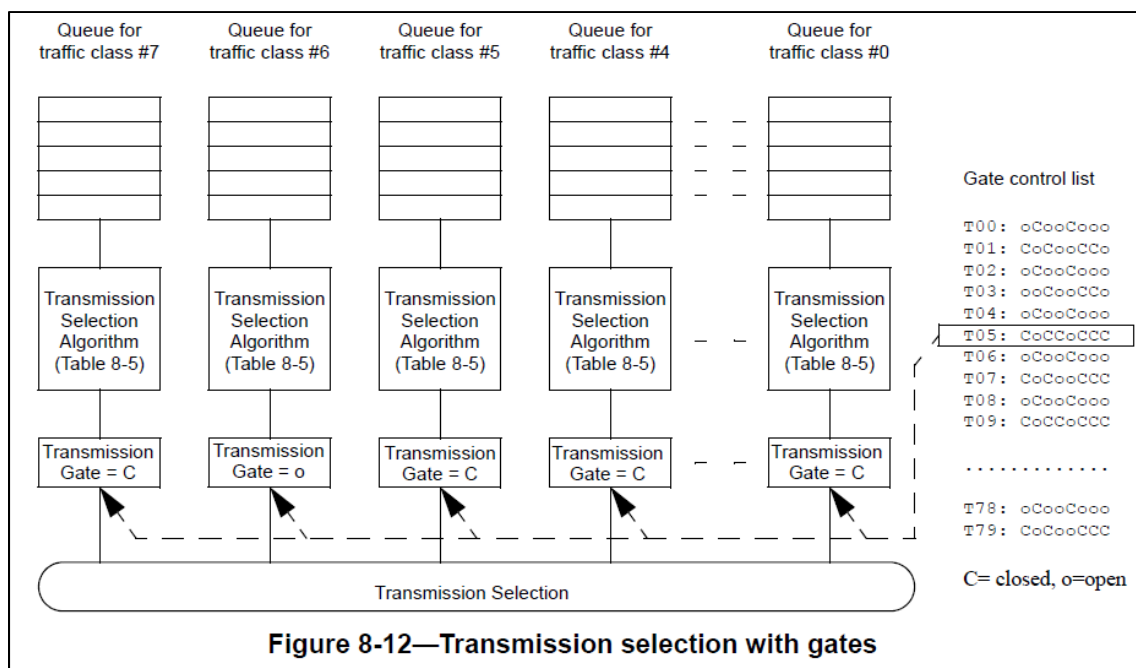 Queue for
traffic class #7
Queue for
traffic class #6
Queue for
traffic class #5
Queue for
traffic class #4
Queue for
traffic class #0
Transmission
Selection
Algorithm
(Table 8-5)
Transmission
Selection
Algorithm
(Table 8-5)
Transmission
Selection
Algorithm
(Table 8-5)
Transmission
Selection
Algorithm
(Table 8-5)
Transmission
Selection
Algorithm
(Table 8-5)
Transmission
Gate = C
Transmission
Gate = o
Transmission
Gate = C
Transmission
Gate = C
Transmission
Gate = C
Transmission Selection
Gate control list
T00: oCooCooo
T01: CoCooCCo
T02: oCooCooo
T03: ooCooCCo
T04: oCooCooo
T05: CoCCoCCC
T06: oCooCooo
T07: CoCooCCC
T08: oCooCooo
T09: CoCCoCCC
. . . . . . . . . . . . .
T78: oCooCooo
T79: CoCooCCC
C= closed, o=open
Figure 8-12—Transmission selection with gates